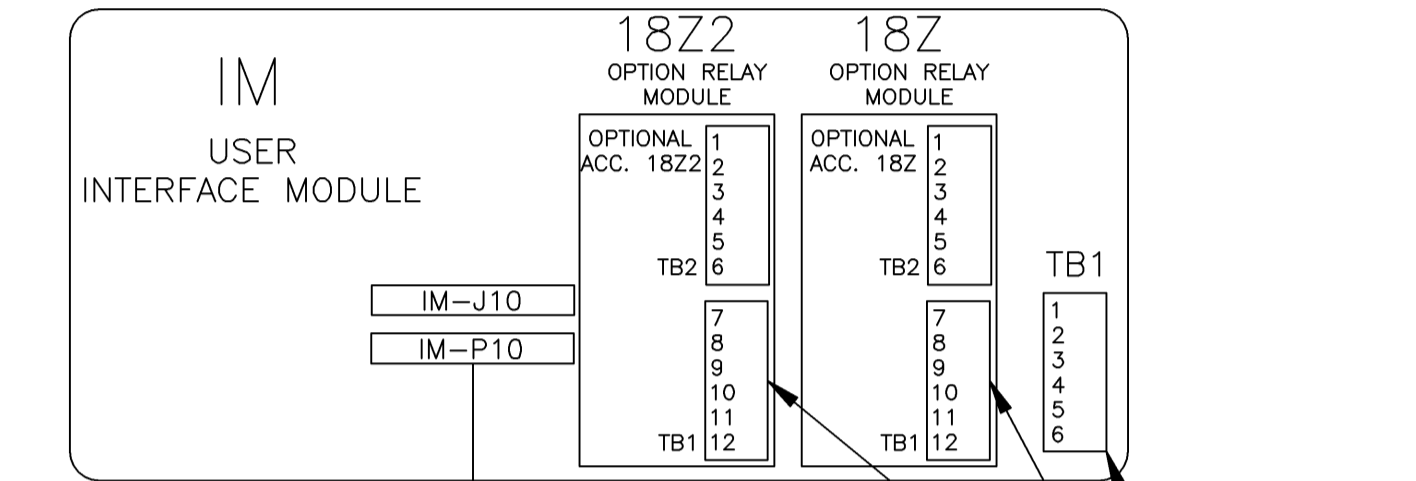 IM
USER
INTERFACE MODULE
IM-J10
IM-P10
18Z2
OPTION RELAY
MODULE
OPTIONAL
ACC. 18Z2
1
2
3
4
5
TB2 6
7
8
9
10
11
TB1 12
18Z
OPTION RELAY
MODULE
OPTIONAL
ACC. 18Z
1
2
3
4
5
TB2 6
7
8
9
10
11
TB1 12
TB1
1
2
3
4
5
6